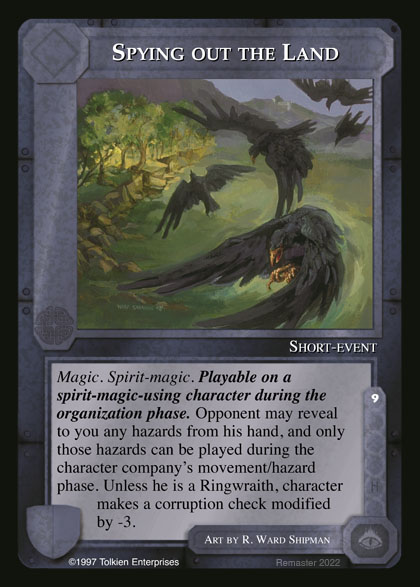 Spying out the Land
Short-event
Magic. Spirit-magic. Playable on a
spirit-magic-using character during the
organization phase. Opponent may reveal
to you any hazards from his hand, and only
those hazards can be played during the
character company's movement/hazard
phase. Unless he is a Ringwraith, character
makes a corruption check modified
by -3.
9
H
Art by R. Ward Shipman
©1997 Tolkien Enterprises
Remaster 2022